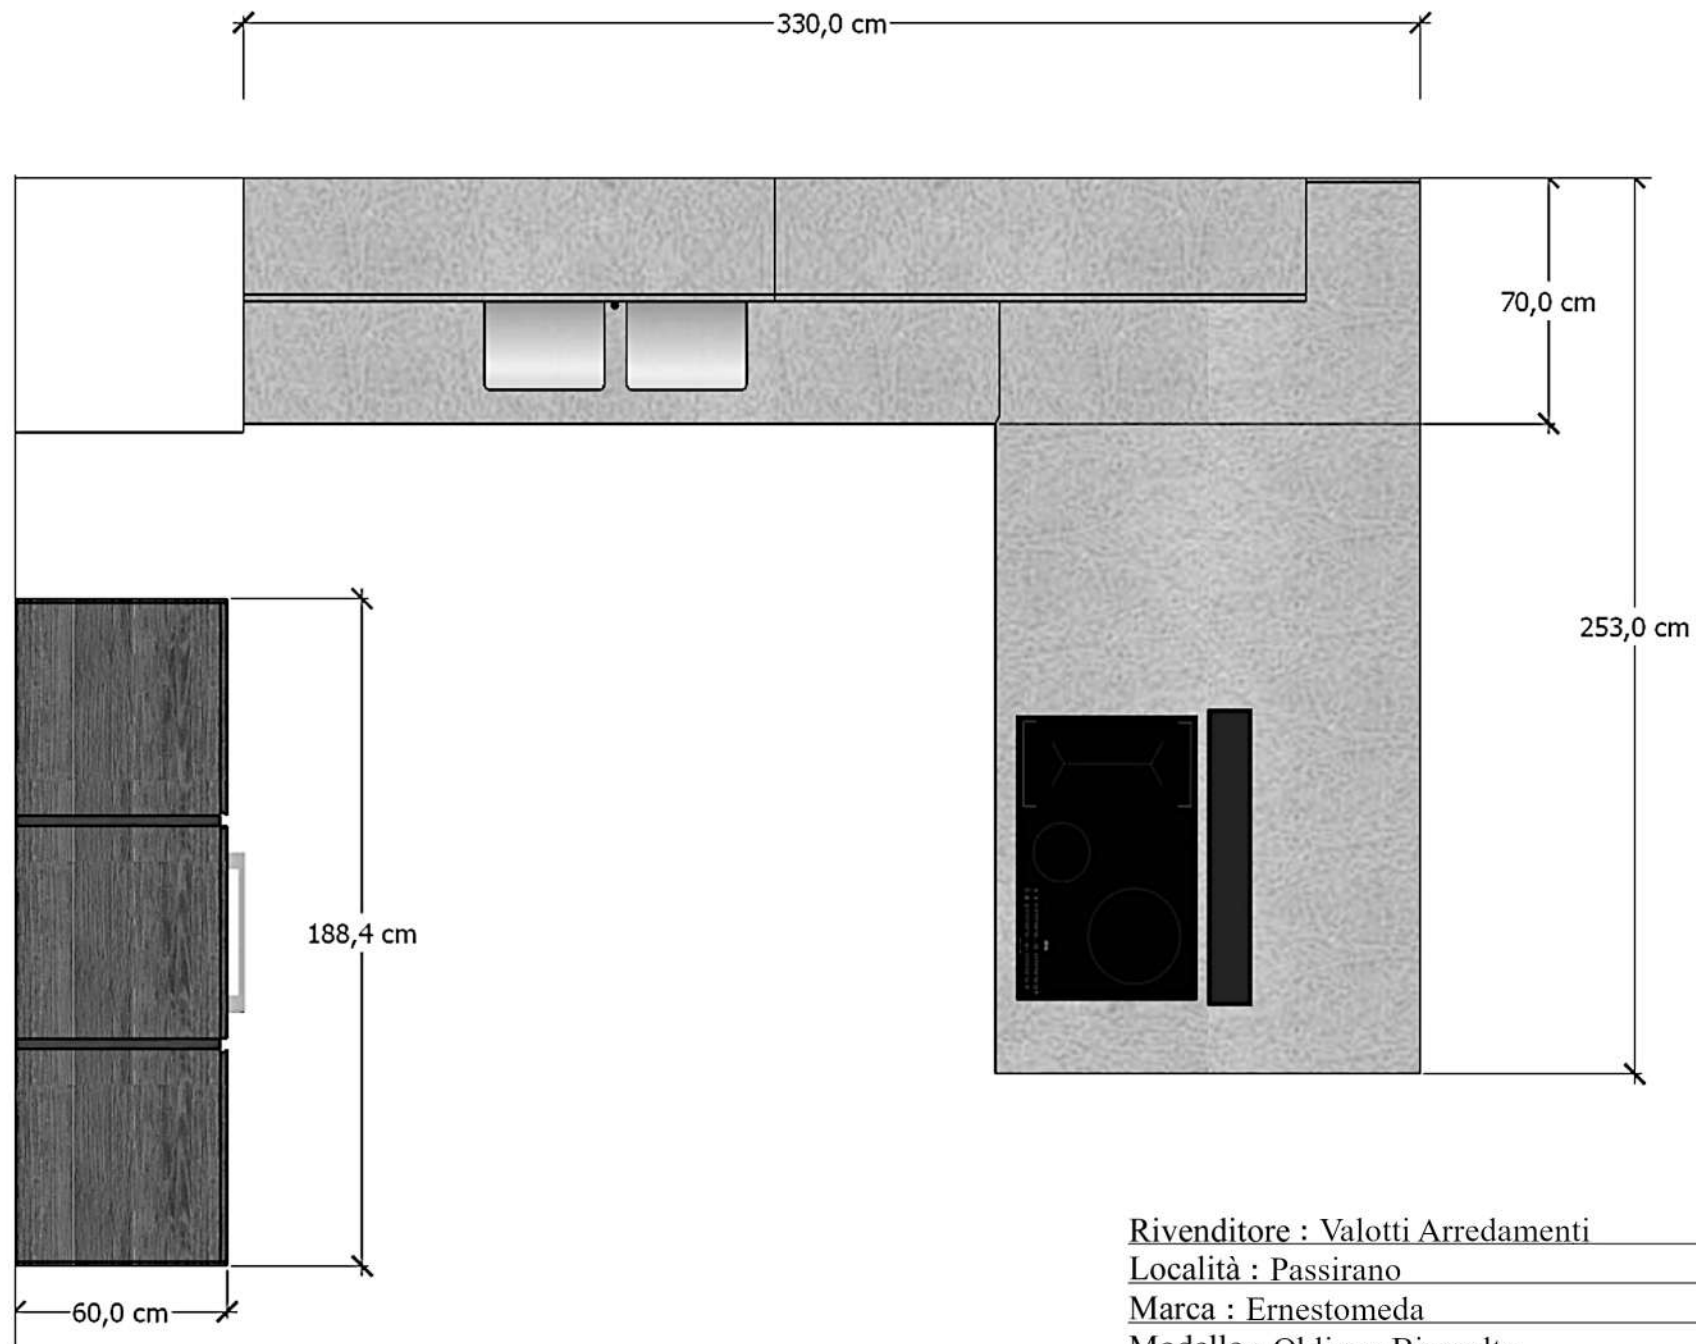 330,0 cm
70,0 cm
253,0 cm
188,4 cm
60,0 cm
Rivenditore : Valotti Arredamenti
Località : Passirano
Marca : Ernestomeda